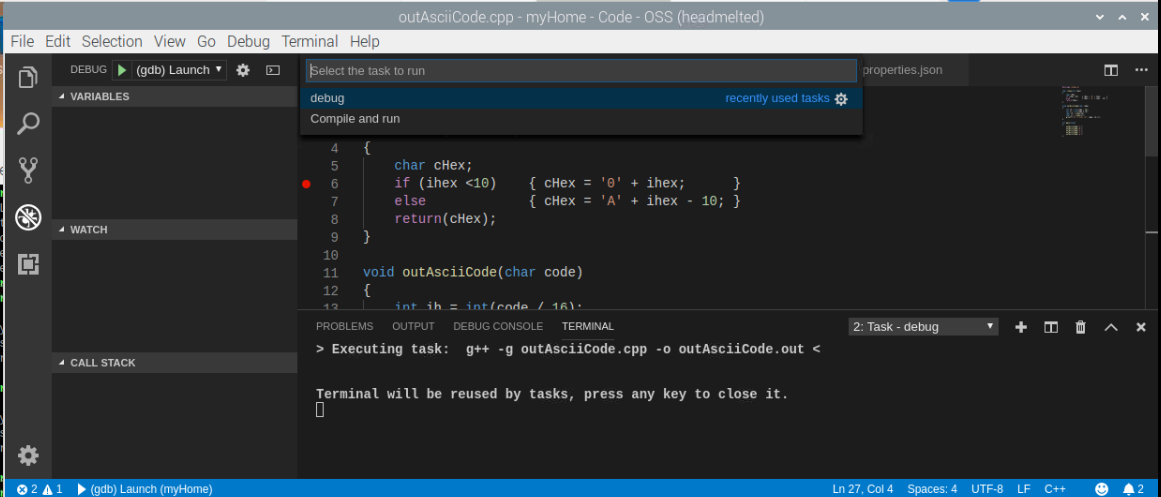 outAsciiCode.cpp - myHome - Code - OSS (headmelted)
File Edit Selection View Go Debug Terminal Help
DEBUG (gdb) Launch
Select the task to run
properties.json
debug recently used tasks
Compile and run
VARIABLES
WATCH
CALL STACK
4 {
5 char cHex;
6 if (ihex <10) { cHex = '0' + ihex; }
7 else { cHex = 'A' + ihex - 10; }
8 return(cHex);
9 }
10
11 void outAsciiCode(char code)
12 {
13 int ih = int(code / 16);
PROBLEMS OUTPUT DEBUG CONSOLE TERMINAL 2: Task - debug
> Executing task: g++ -g outAsciiCode.cpp -o outAsciiCode.out <
Terminal will be reused by tasks, press any key to close it.
2 1 (gdb) Launch (myHome) Ln 27, Col 4 Spaces: 4 UTF-8 LF C++ 2